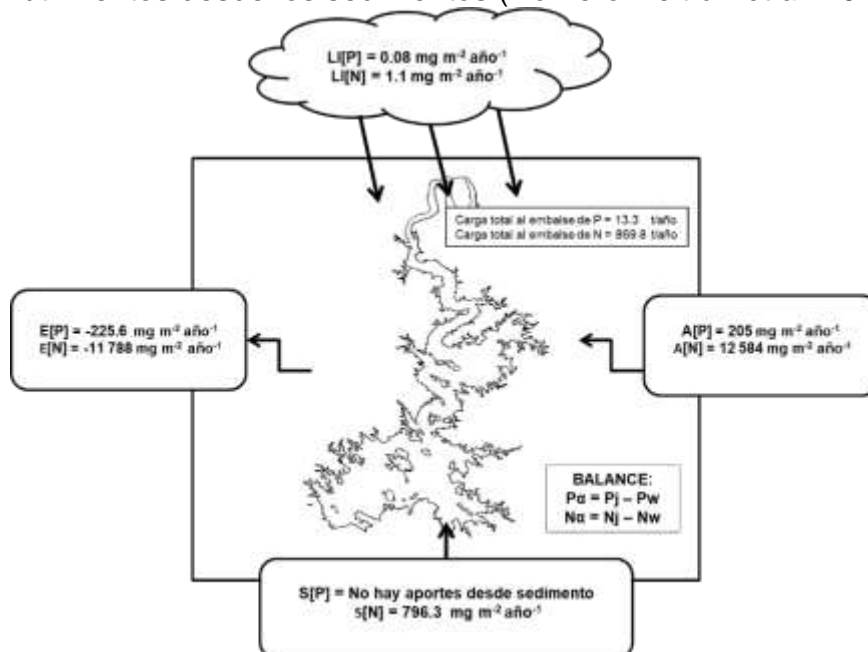 LI[P] = 0.08 mg m⁻² año⁻¹
LI[N] = 1.1 mg m⁻² año⁻¹
Carga total al embalse de P = 13.3 t/año
Carga total al embalse de N = 869.8 t/año
E[P] = -225.6 mg m⁻² año⁻¹
E[N] = -11 788 mg m⁻² año⁻¹
A[P] = 205 mg m⁻² año⁻¹
A[N] = 12 584 mg m⁻² año⁻¹
BALANCE:
Pα = Pj – Pw
Nα = Nj – Nw
S[P] = No hay aportes desde sedimento
S[N] = 796.3 mg m⁻² año⁻¹